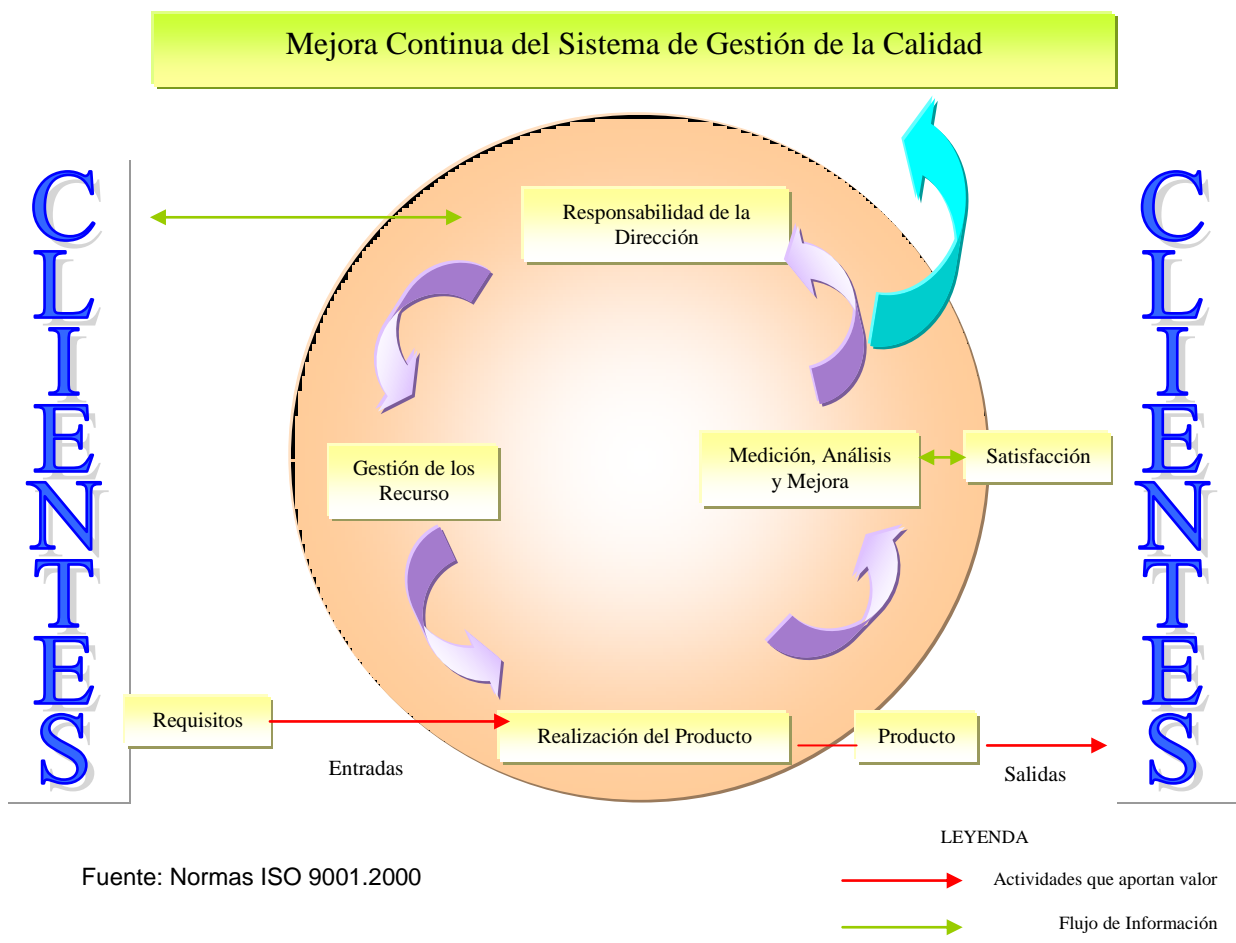 Mejora Continua del Sistema de Gestión de la Calidad
CLIENTES
CLIENTES
Responsabilidad de la
Dirección
Gestión de los
Recurso
Medición, Análisis
y Mejora
Satisfacción
Requisitos
Entradas
Realización del Producto
Producto
Salidas
LEYENDA
Fuente: Normas ISO 9001.2000
Actividades que aportan valor
Flujo de Información